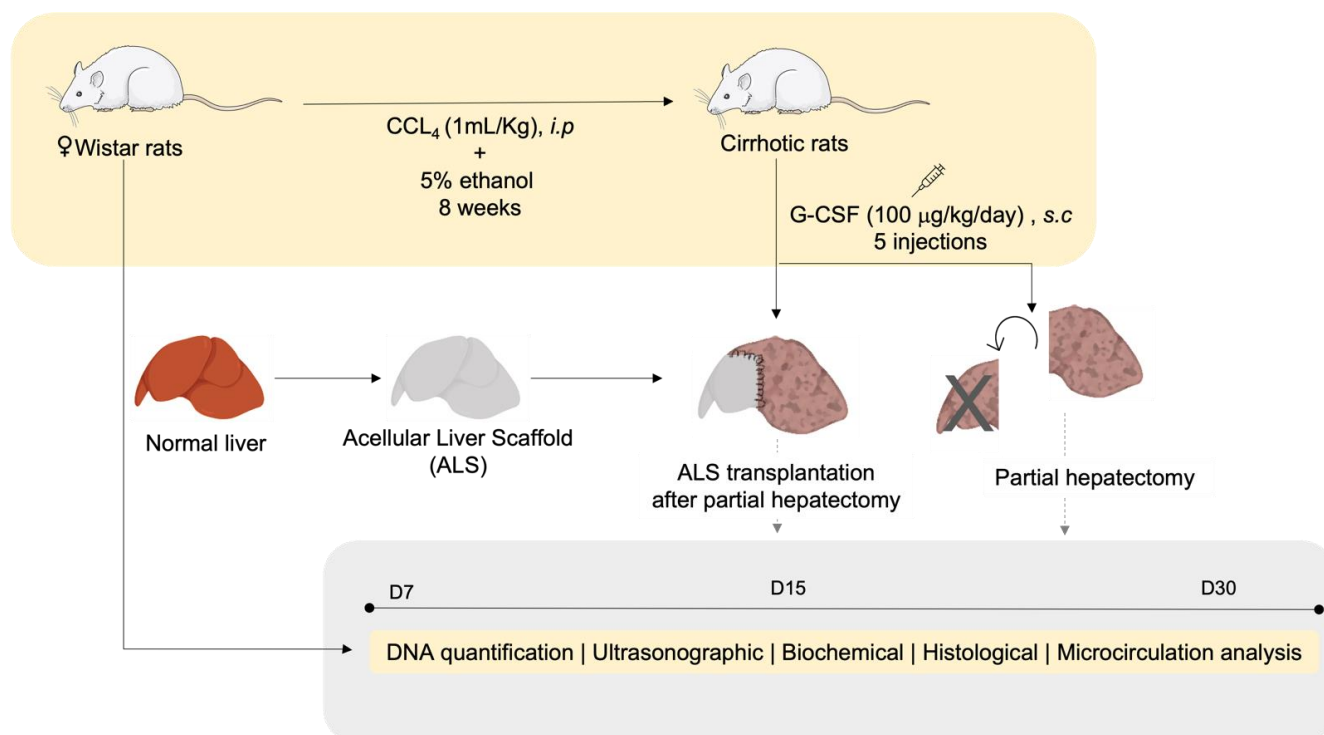 ♀Wistar rats
CCL₄ (1mL/Kg), i.p
+
5% ethanol
8 weeks
Cirrhotic rats
G-CSF (100 μg/kg/day) , s.c
5 injections
Normal liver
Acellular Liver Scaffold
(ALS)
ALS transplantation
after partial hepatectomy
X
Partial hepatectomy
D7
D15
D30
DNA quantification | Ultrasonographic | Biochemical | Histological | Microcirculation analysis